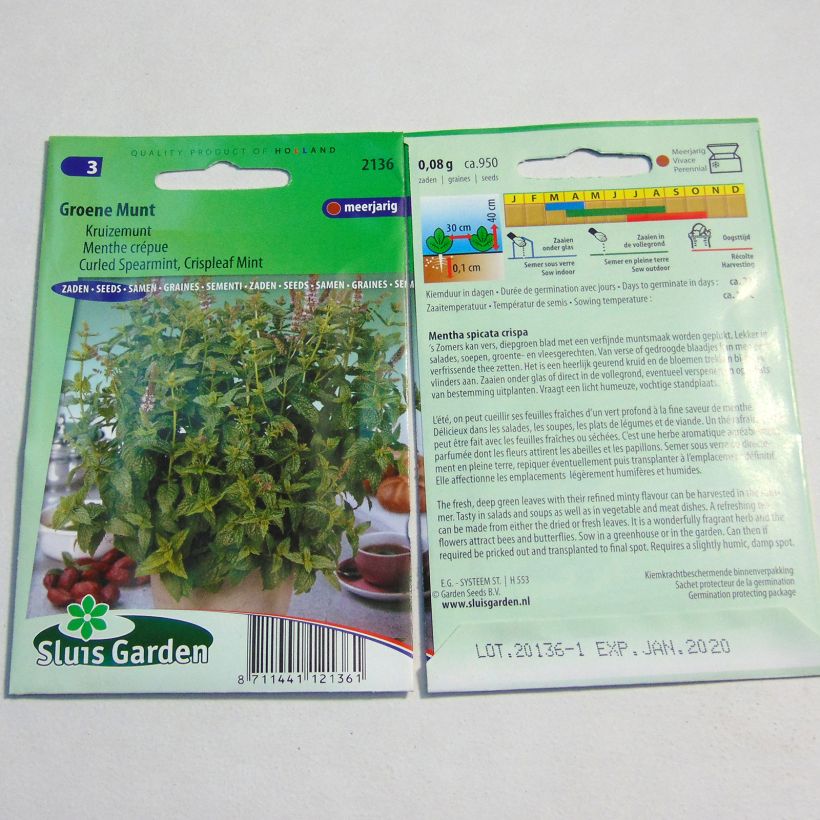 QUALITY PRODUCT OF HOLLAND
3
2136
Groene Munt
meerjarig
Kruizemunt
Menthe crépue
Curled Spearmint, Crispleaf Mint
ZADEN - SEEDS - SAMEN - GRAINES - SEMENTI - ZADEN - SEEDS - SAMEN - GRAINES - SEM
Sluis Garden
8 711441 121361
0,08 g ca.950
zaden | graines | seeds
Meerjarig
Vivace
Perennial
J F M A M J J A S O N D
30 cm
40 cm
0,1 cm
Zaaien
onder glas
Semer sous verre
Sow indoor
Zaaien in
de vollegrond
Semer en pleine terre
Sow outdoor
Oogsttijd
Récolte
Harvesting
Kiemduur in dagen - Durée de germination avec jours - Days to germinate in days : ca.
Zaaitemperatuur - Températur de semis - Sowing temperature :
Mentha spicata crispa
's Zomers kan vers, diepgroen blad met een verfijnde muntsmaak worden geplukt. Lekker in
salades, soepen, groente- en vleesgerechten. Van verse of gedroogde blaadjes kan men
verfrissende thee zetten. Het is een heerlijk geurend kruid en de bloemen trekken
vlinders aan. Zaaien onder glas of direct in de vollegrond, eventueel verspenen en op
van bestemming uitplanten. Vraagt een licht humeuze, vochtige standplaats.
L'été, on peut cueillir ses feuilles fraîches d'un vert profond à la fine saveur de menthe.
Délicieux dans les salades, les soupes, les plats de légumes et de viande. Un thé
peut être fait avec les feuilles fraîches ou séchées. C'est une herbe aromatique
parfumée dont les fleurs attirent les abeilles et les papillons. Semer sous verre ou
ment en pleine terre, repiquer éventuellement puis transplanter à l'emplacement définitif.
Elle affectionne les emplacements légèrement humifères et humides.
The fresh, deep green leaves with their refined minty flavour can be harvested in the
mer. Tasty in salads and soups as well as in vegetable and meat dishes. A refreshing
can be made from either the dried or fresh leaves. It is a wonderfully fragrant herb and the
flowers attract bees and butterflies. Sow in a greenhouse or in the garden. Can then if
required be pricked out and transplanted to final spot. Requires a slightly humic, damp spot.
E.G. - SYSTEEM ST. | H 553
© Garden Seeds B.V.
www.sluisgarden.nl
Kiemkrachtbeschermende binnenverpakking
Sachet protecteur de la germination
Germination protecting package
LOT.20136-1 EXP.JAN.2020